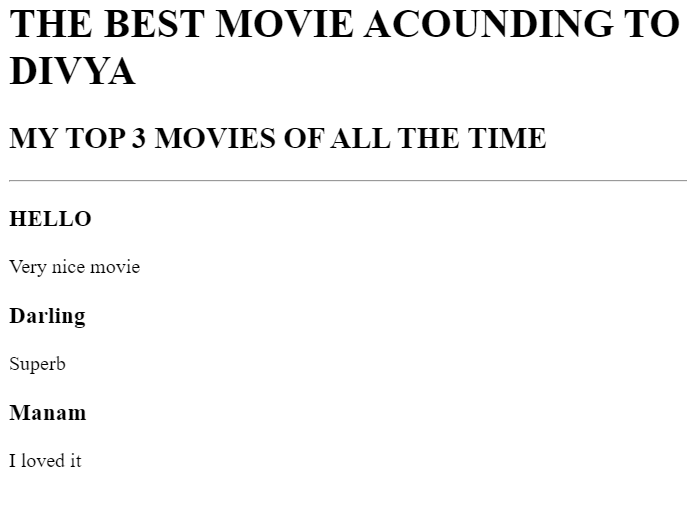 THE BEST MOVIE ACOUNDING TO
DIVYA
MY TOP 3 MOVIES OF ALL THE TIME
HELLO
Very nice movie
Darling
Superb
Manam
I loved it